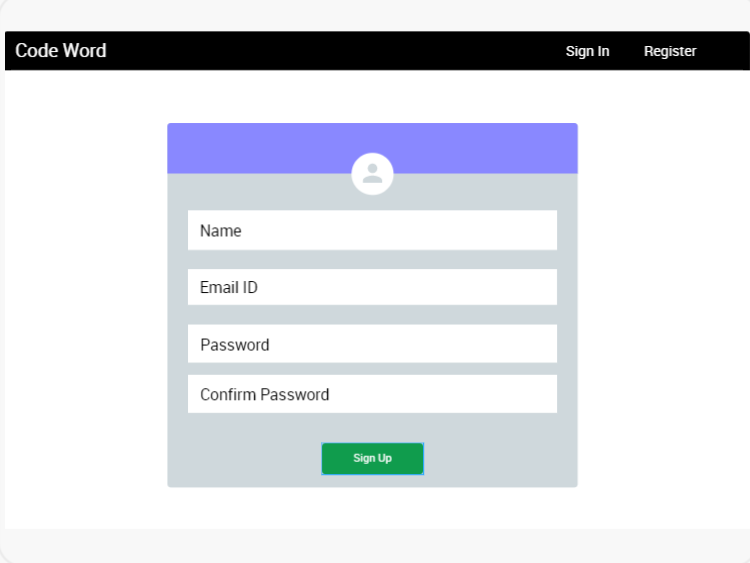 Code Word
Sign In
Register
Name
Email ID
Password
Confirm Password
Sign Up